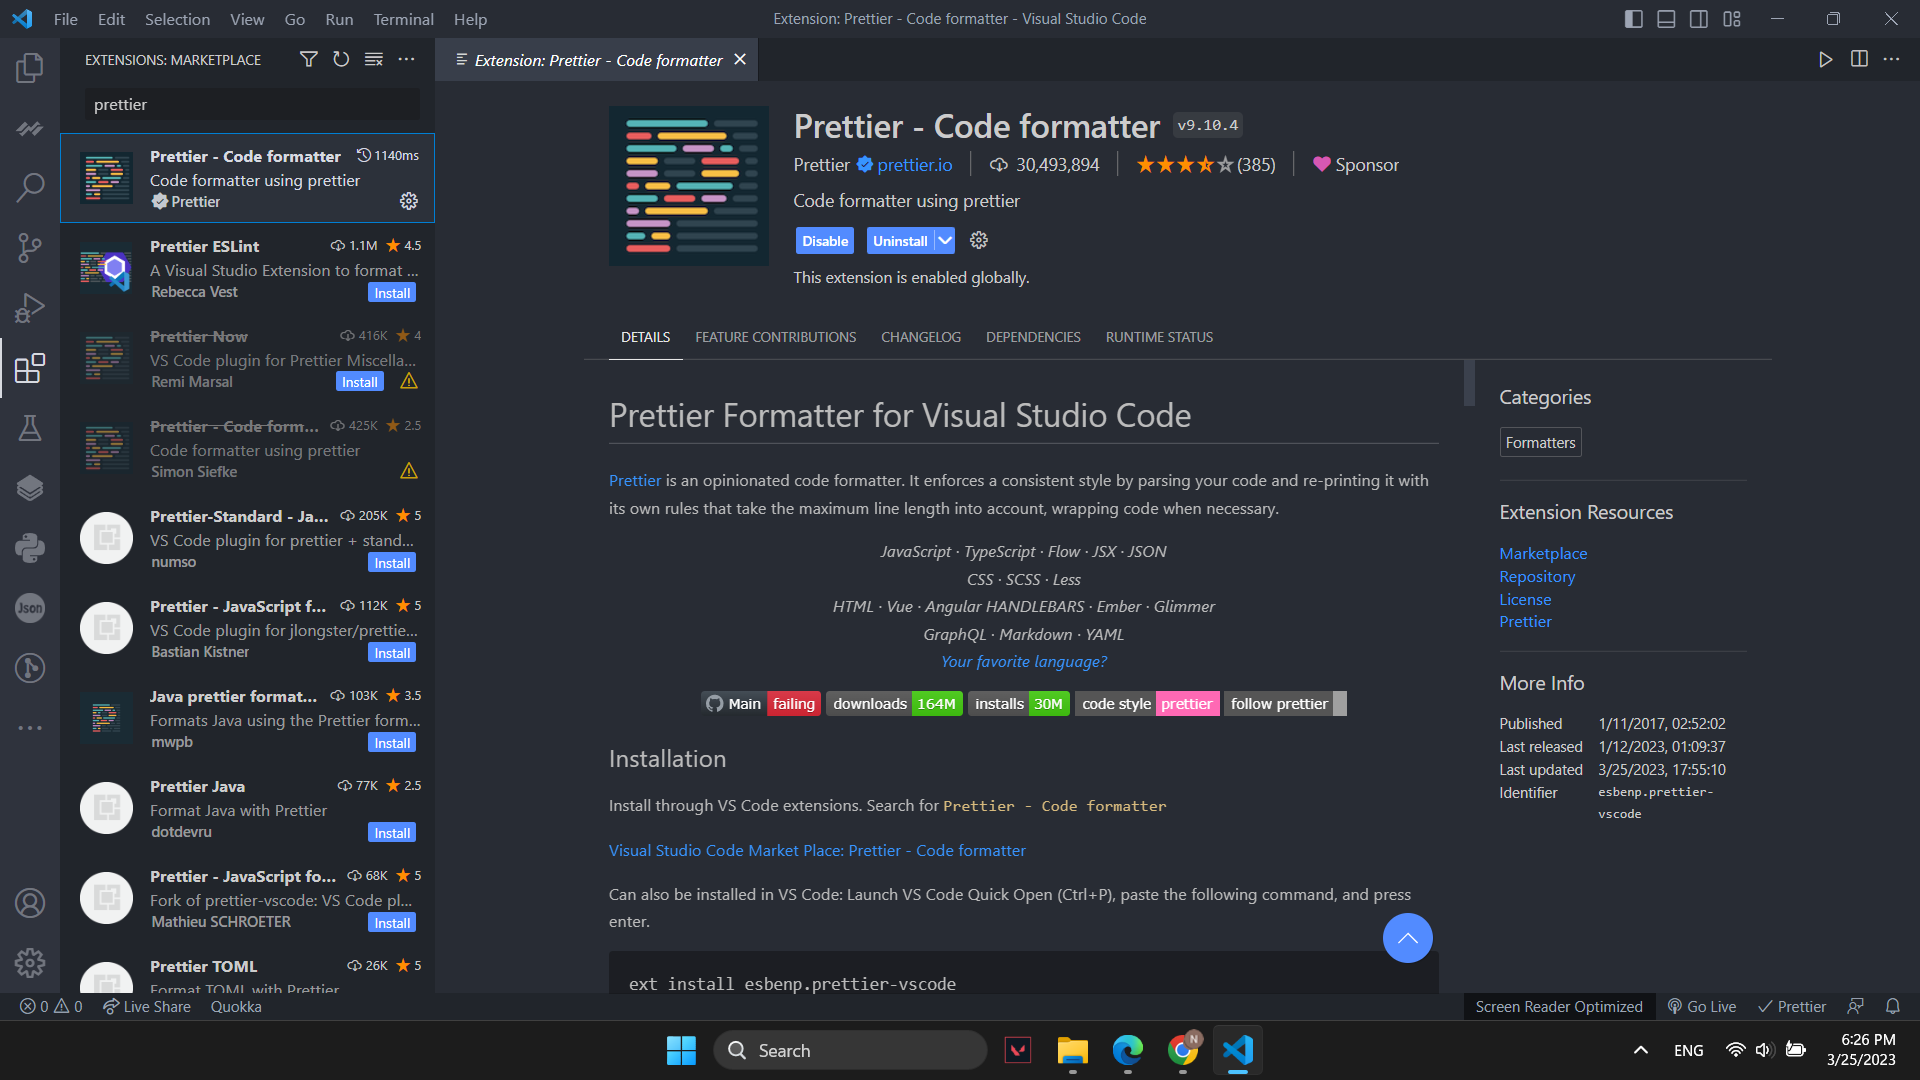 File Edit Selection View Go Run Terminal Help
Extension: Prettier - Code formatter - Visual Studio Code
EXTENSIONS: MARKETPLACE
prettier
Prettier - Code formatter 1140ms
Code formatter using prettier
Prettier
Prettier ESLint 1.1M 4.5
A Visual Studio Extension to format ...
Rebecca Vest Install
Prettier Now 416K 4
VS Code plugin for Prettier Miscella...
Remi Marsal Install
Prettier - Code form... 425K 2.5
Code formatter using prettier
Simon Siefke
Prettier-Standard - Ja... 205K 5
VS Code plugin for prettier + stand...
numso Install
Prettier - JavaScript f... 112K 5
VS Code plugin for jlongster/prettie...
Bastian Kistner Install
Java prettier format... 103K 3.5
Formats Java using the Prettier form...
mwpb Install
Prettier Java 77K 2.5
Format Java with Prettier
dotdevru Install
Prettier - JavaScript fo... 68K 5
Fork of prettier-vscode: VS Code pl...
Mathieu SCHROETER Install
Prettier TOML 26K 5
Format TOML with Prettier
Json
Extension: Prettier - Code formatter
Prettier - Code formatter v9.10.4
Prettier prettier.io 30,493,894 (385) Sponsor
Code formatter using prettier
Disable Uninstall
This extension is enabled globally.
DETAILS FEATURE CONTRIBUTIONS CHANGELOG DEPENDENCIES RUNTIME STATUS
Prettier Formatter for Visual Studio Code
Prettier is an opinionated code formatter. It enforces a consistent style by parsing your code and re-printing it with
its own rules that take the maximum line length into account, wrapping code when necessary.
JavaScript · TypeScript · Flow · JSX · JSON
CSS · SCSS · Less
HTML · Vue · Angular HANDLEBARS · Ember · Glimmer
GraphQL · Markdown · YAML
Your favorite language?
Main failing downloads 164M installs 30M code style prettier follow prettier
Installation
Install through VS Code extensions. Search for Prettier - Code formatter
Visual Studio Code Market Place: Prettier - Code formatter
Can also be installed in VS Code: Launch VS Code Quick Open (Ctrl+P), paste the following command, and press
enter.
ext install esbenp.prettier-vscode
Categories
Formatters
Extension Resources
Marketplace
Repository
License
Prettier
More Info
Published 1/11/2017, 02:52:02
Last released 1/12/2023, 01:09:37
Last updated 3/25/2023, 17:55:10
Identifier esbenp.prettier-
vscode
0 0 Live Share Quokka
Screen Reader Optimized Go Live Prettier
Search
N
ENG
6:26 PM
3/25/2023